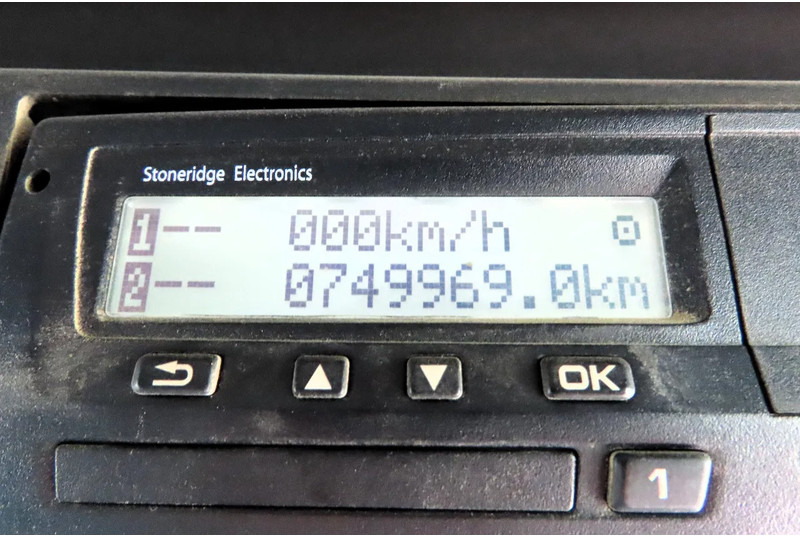 Stoneridge Electronics
1-- 000km/h
2-- 0749969.0km
OK
1